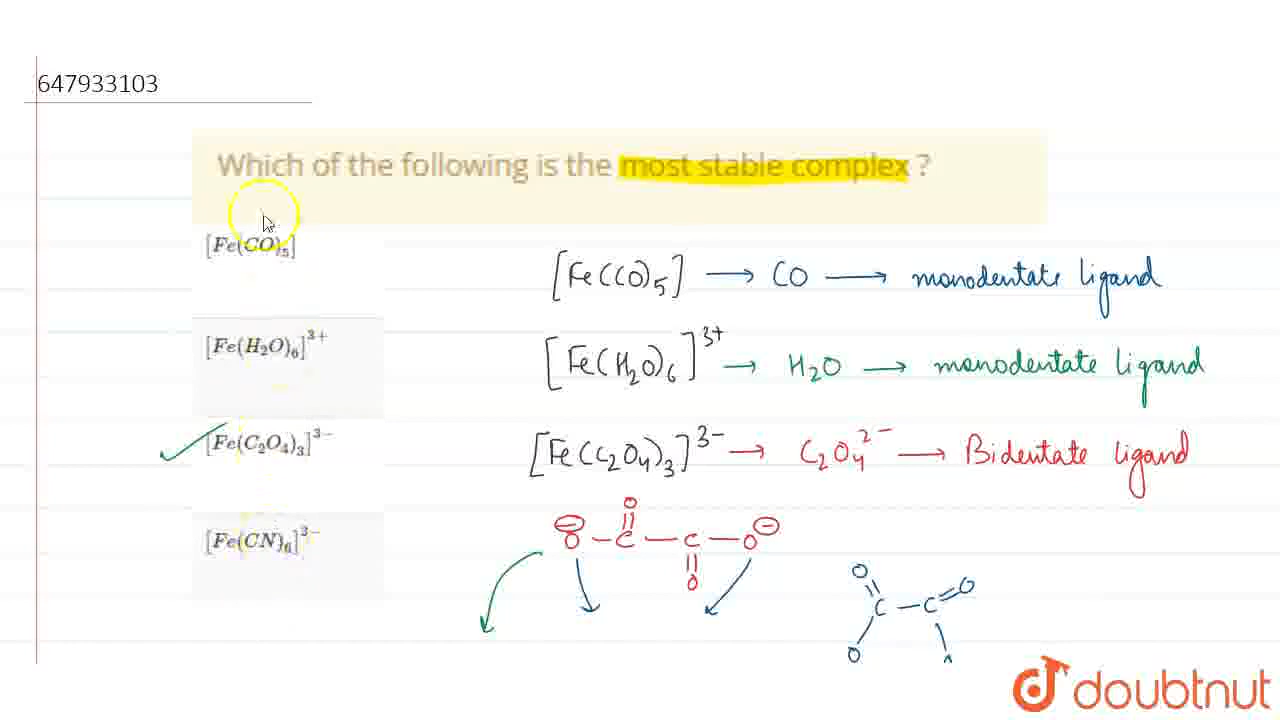 647933103
Which of the following is the most stable complex ?
[Fe(CO)₅]
[Fe(CO)₅] → CO → monodentate ligand
[Fe(H₂O)₆]³⁺
[Fe(H₂O)₆]³⁺ → H₂O → monodentate ligand
[Fe(C₂O₄)₃]³⁻
[Fe(C₂O₄)₃]³⁻ → C₂O₄²⁻ → Bidentate ligand
[Fe(CN)₆]³⁻
O
⊖ ⊖
O — C — C — O
O
O O
C — C
O
doubtnut